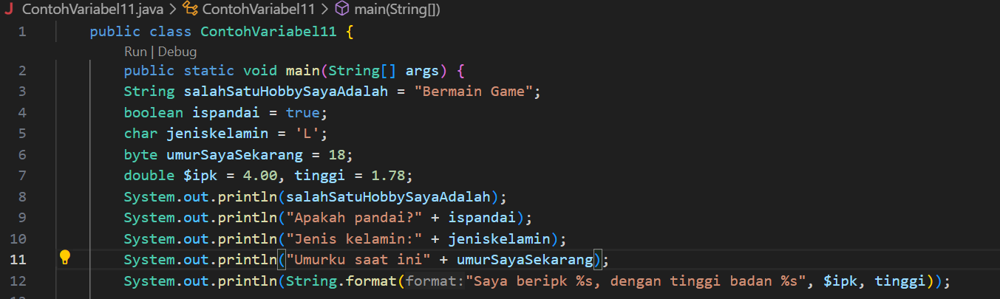 ContohVariabel11.java > ContohVariabel11 > main(String[])
1 public class ContohVariabel11 {
Run | Debug
2 public static void main(String[] args) {
3 String salahSatuHobbySayaAdalah = "Bermain Game";
4 boolean ispandai = true;
5 char jeniskelamin = 'L';
6 byte umurSayaSekarang = 18;
7 double $ipk = 4.00, tinggi = 1.78;
8 System.out.println(salahSatuHobbySayaAdalah);
9 System.out.println("Apakah pandai?" + ispandai);
10 System.out.println("Jenis kelamin:" + jeniskelamin);
11 System.out.println("Umurku saat ini" + umurSayaSekarang);
12 System.out.println(String.format(format:"Saya beripk %s, dengan tinggi badan %s", $ipk, tinggi));